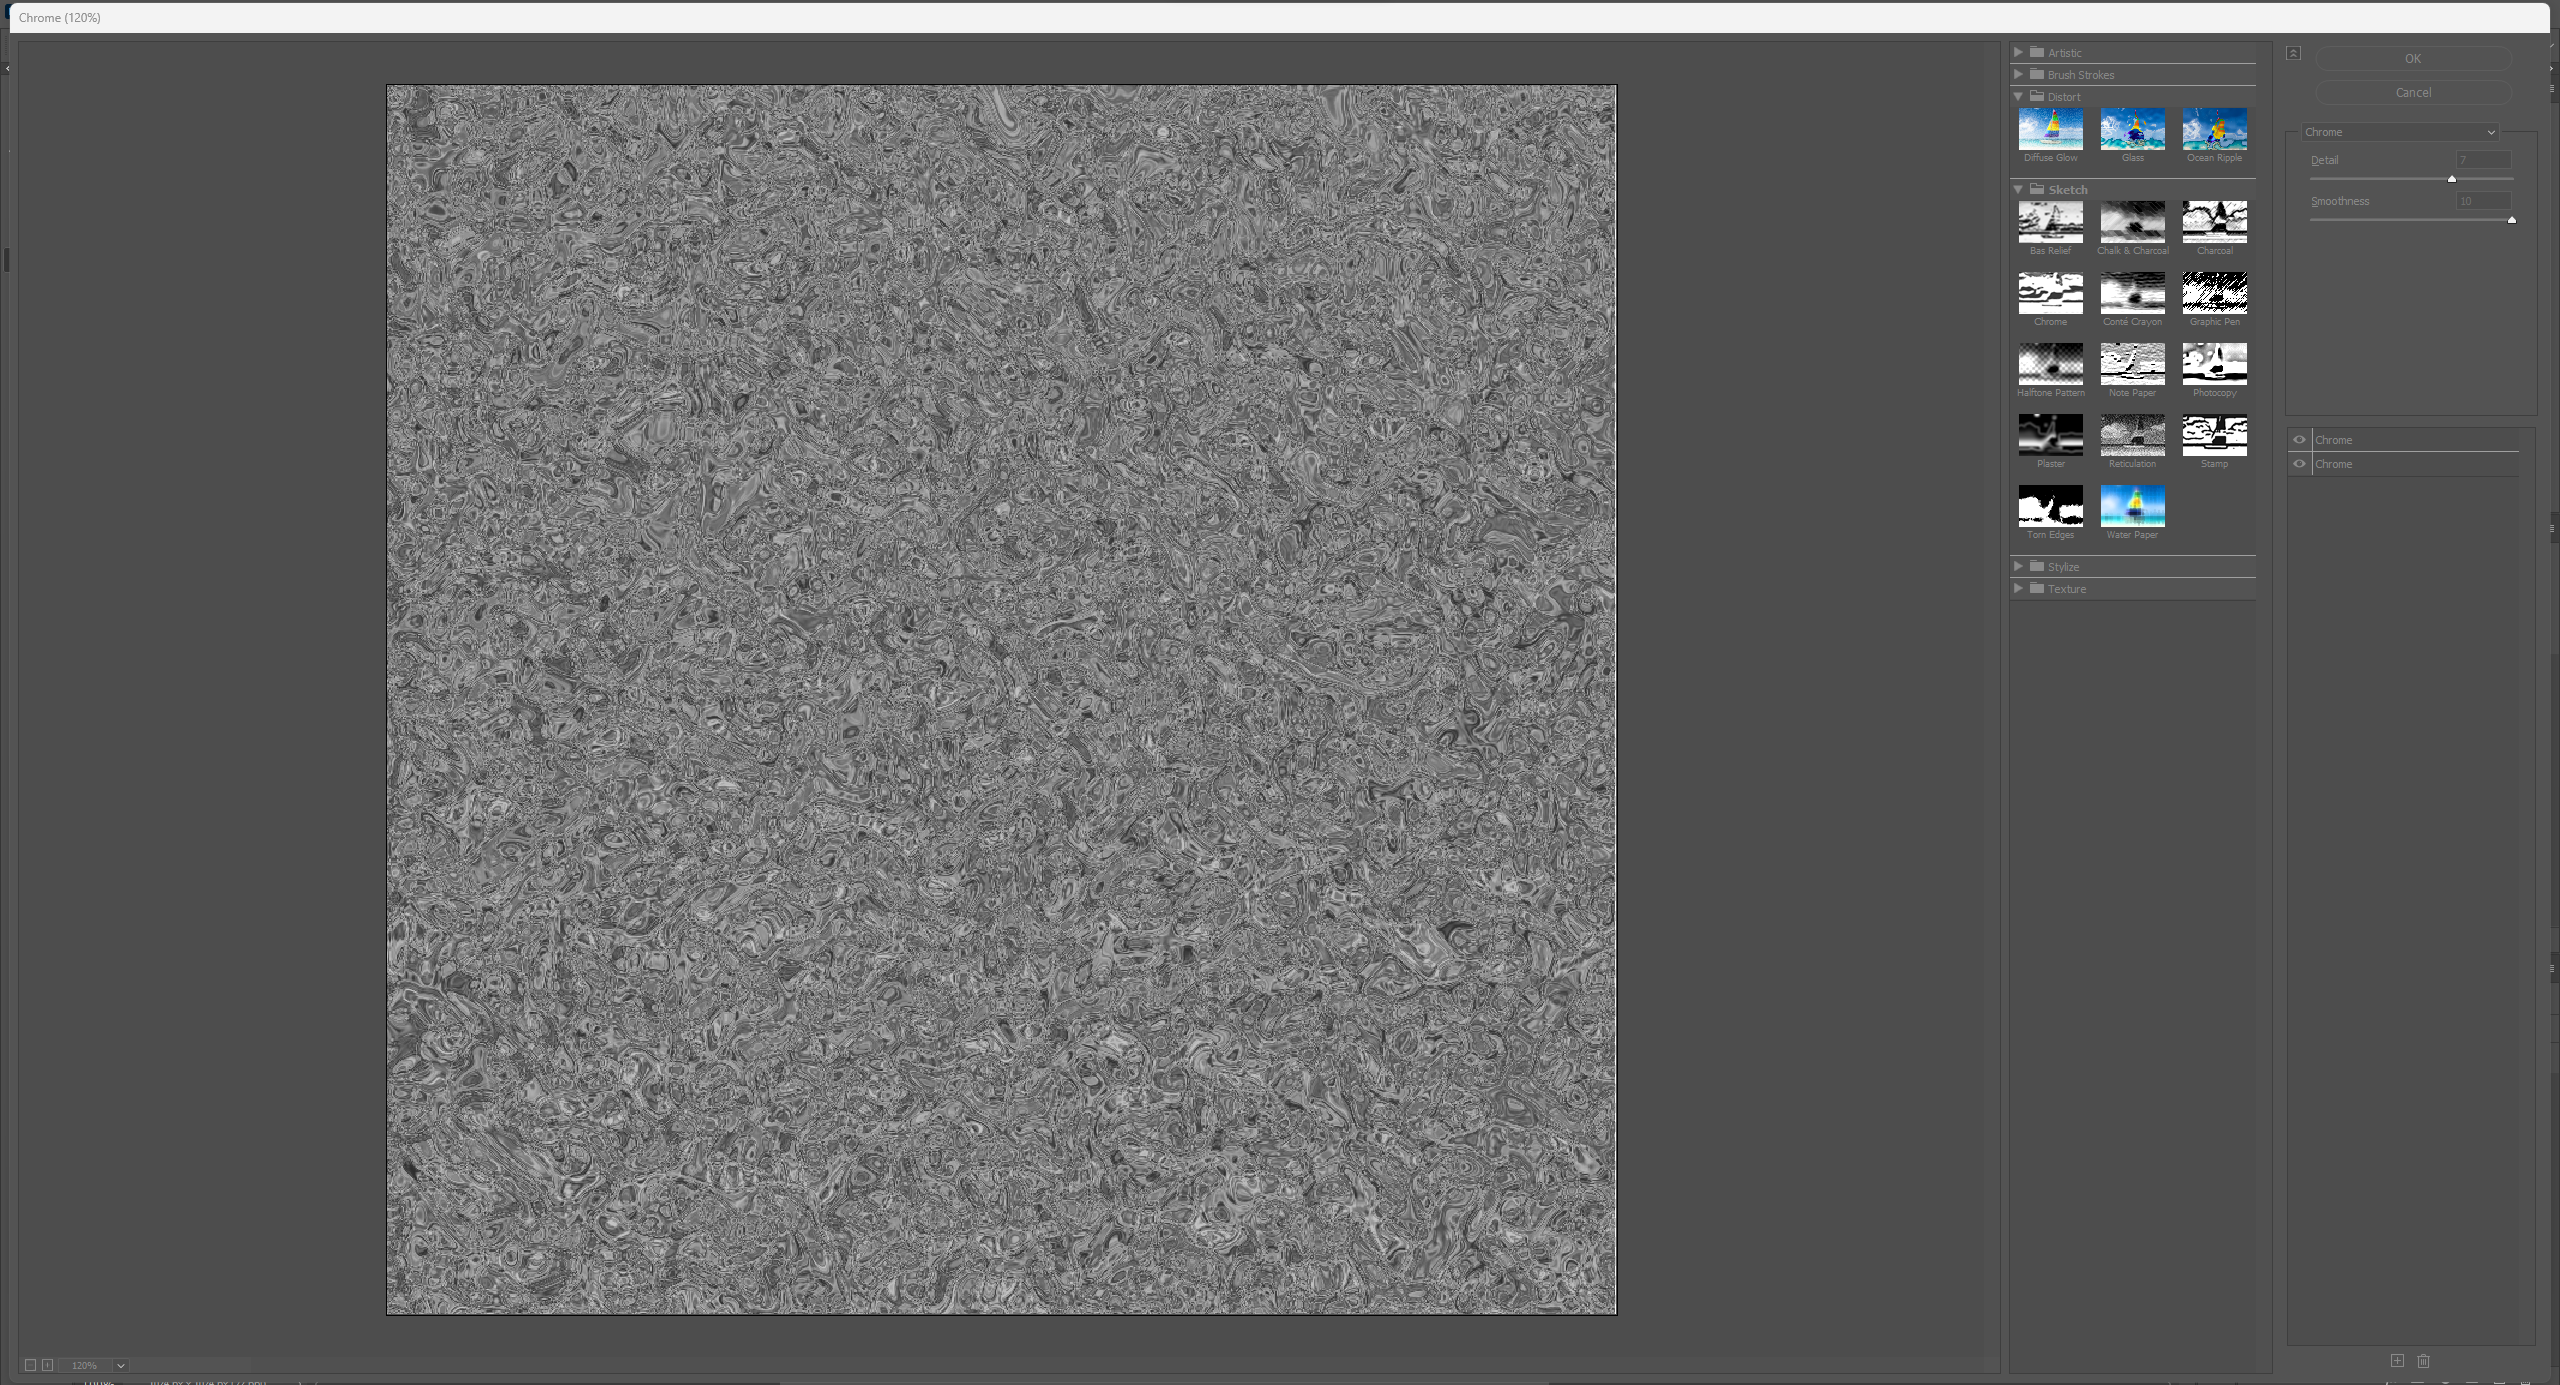 Chrome (120%)
Artistic
Brush Strokes
Distort
Diffuse Glow
Glass
Ocean Ripple
Sketch
Bas Relief
Chalk & Charcoal
Charcoal
Chrome
Conté Crayon
Graphic Pen
Halftone Pattern
Note Paper
Photocopy
Plaster
Reticulation
Stamp
Torn Edges
Water Paper
Stylize
Texture
OK
Cancel
Chrome
Detail 7
Smoothness 10
Chrome
Chrome
120%